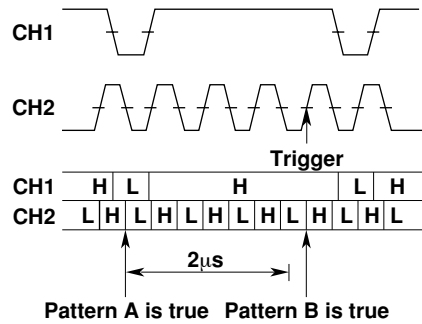 CH1
CH2
Trigger
CH1 H L H L H
CH2 L H L H L H L H L H L H L
2µs
Pattern A is true Pattern B is true